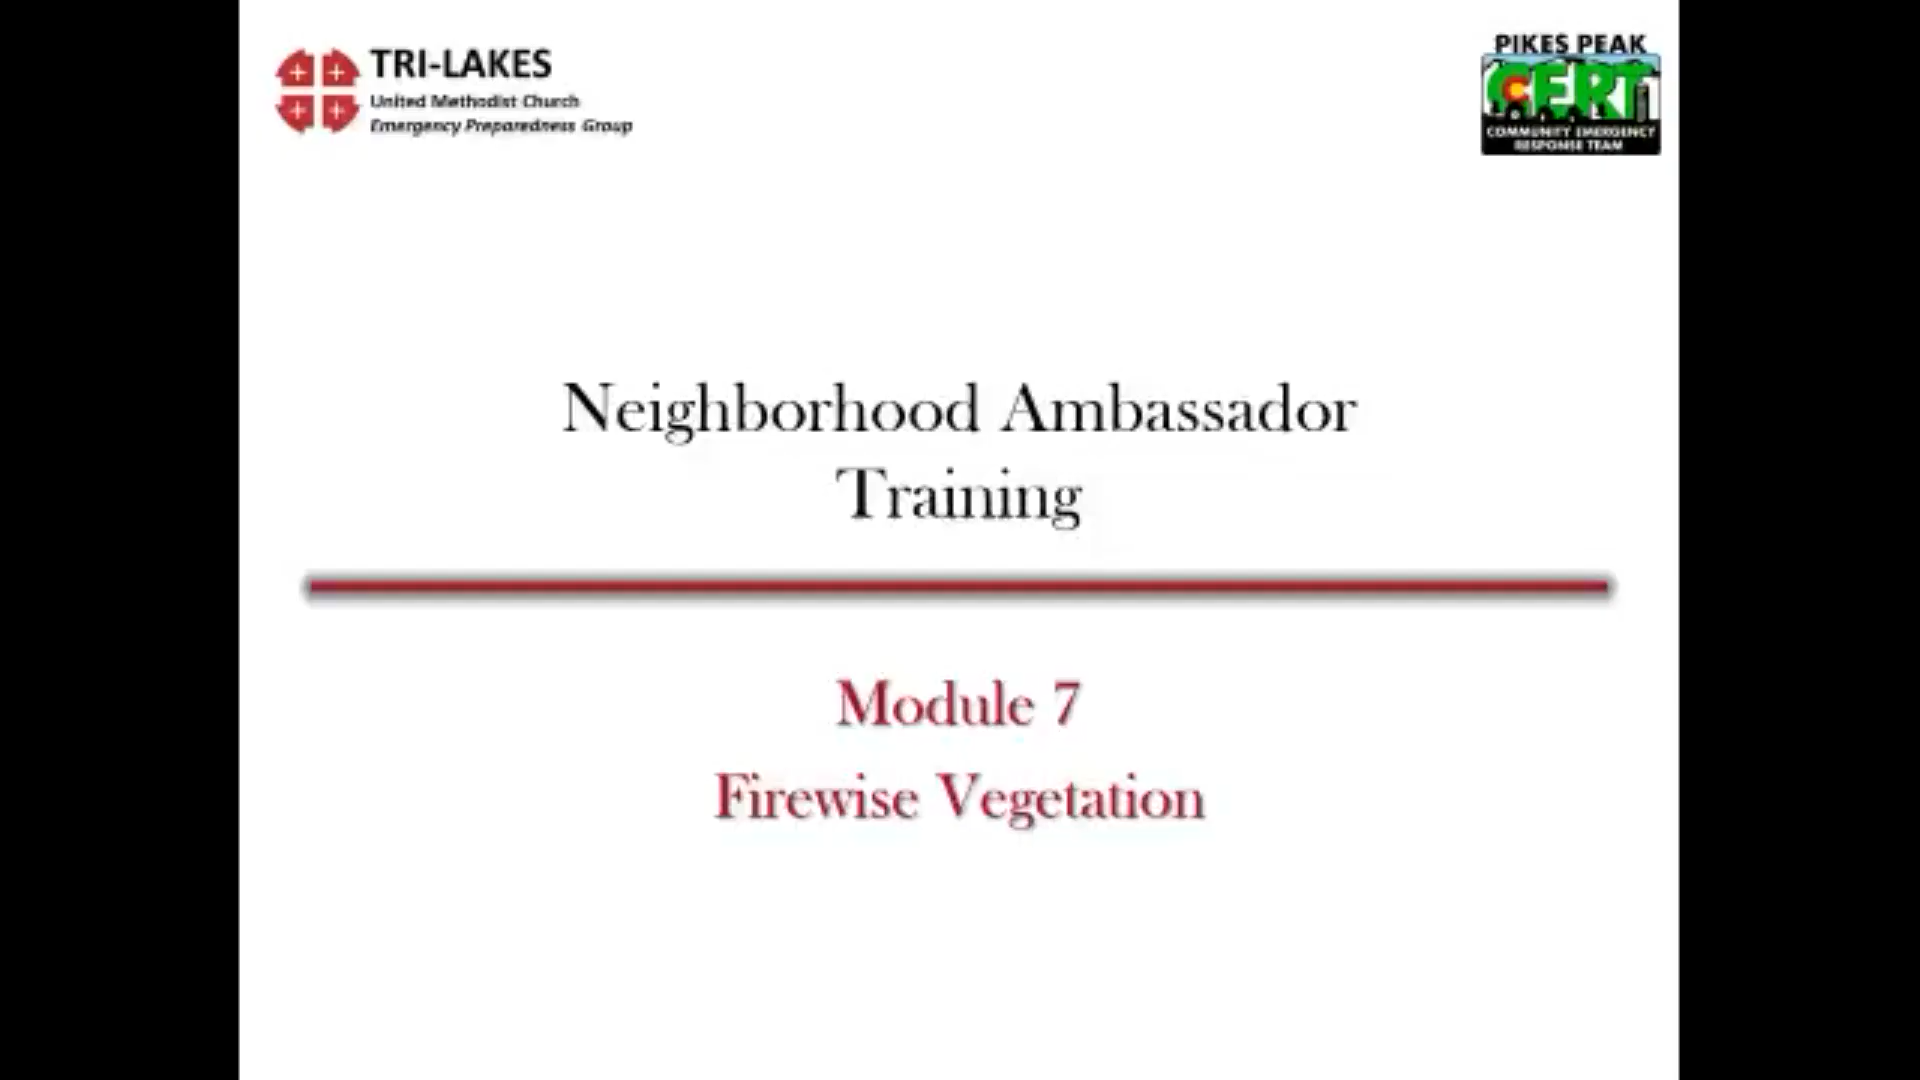 TRI-LAKES
United Methodist Church
Emergency Preparedness Group
PIKES PEAK
CERT
COMMUNITY EMERGENCY
RESPONSE TEAM
Neighborhood Ambassador
Training
Module 7
Firewise Vegetation